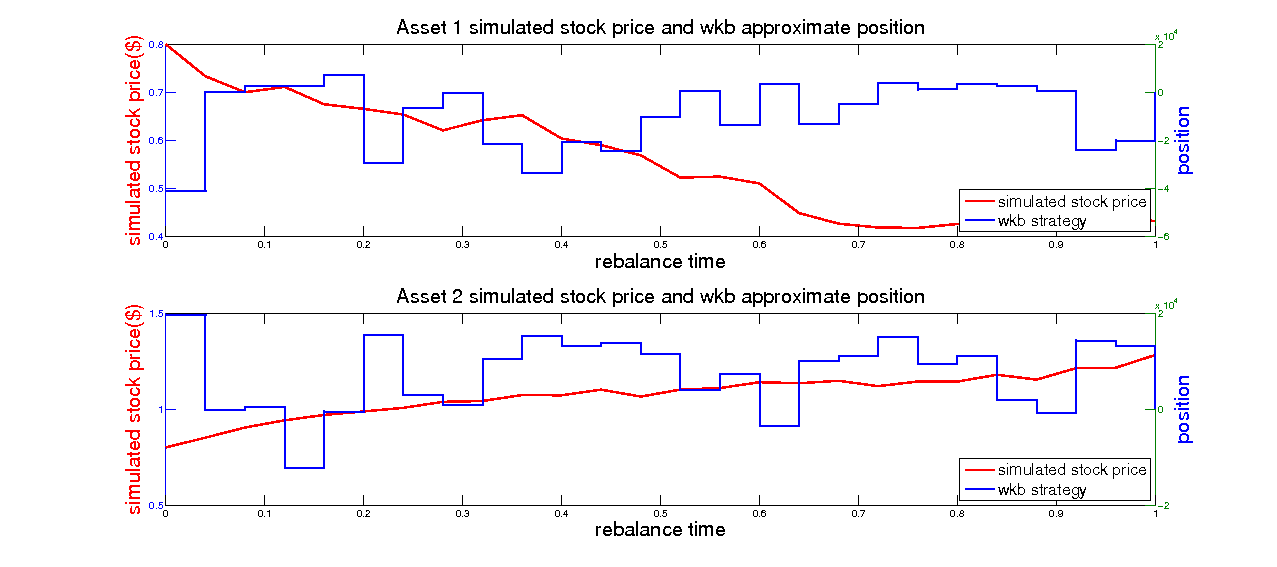 Asset 1 simulated stock price and wkb approximate position
x 10^4
simulated stock price($)
0.8
0.7
0.6
0.5
0.4
2
0
-2
-4
-6
position
simulated stock price
wkb strategy
0 0.1 0.2 0.3 0.4 0.5 0.6 0.7 0.8 0.9 1
rebalance time
Asset 2 simulated stock price and wkb approximate position
x 10^4
simulated stock price($)
1.5
1
0.5
2
0
-2
position
simulated stock price
wkb strategy
0 0.1 0.2 0.3 0.4 0.5 0.6 0.7 0.8 0.9 1
rebalance time